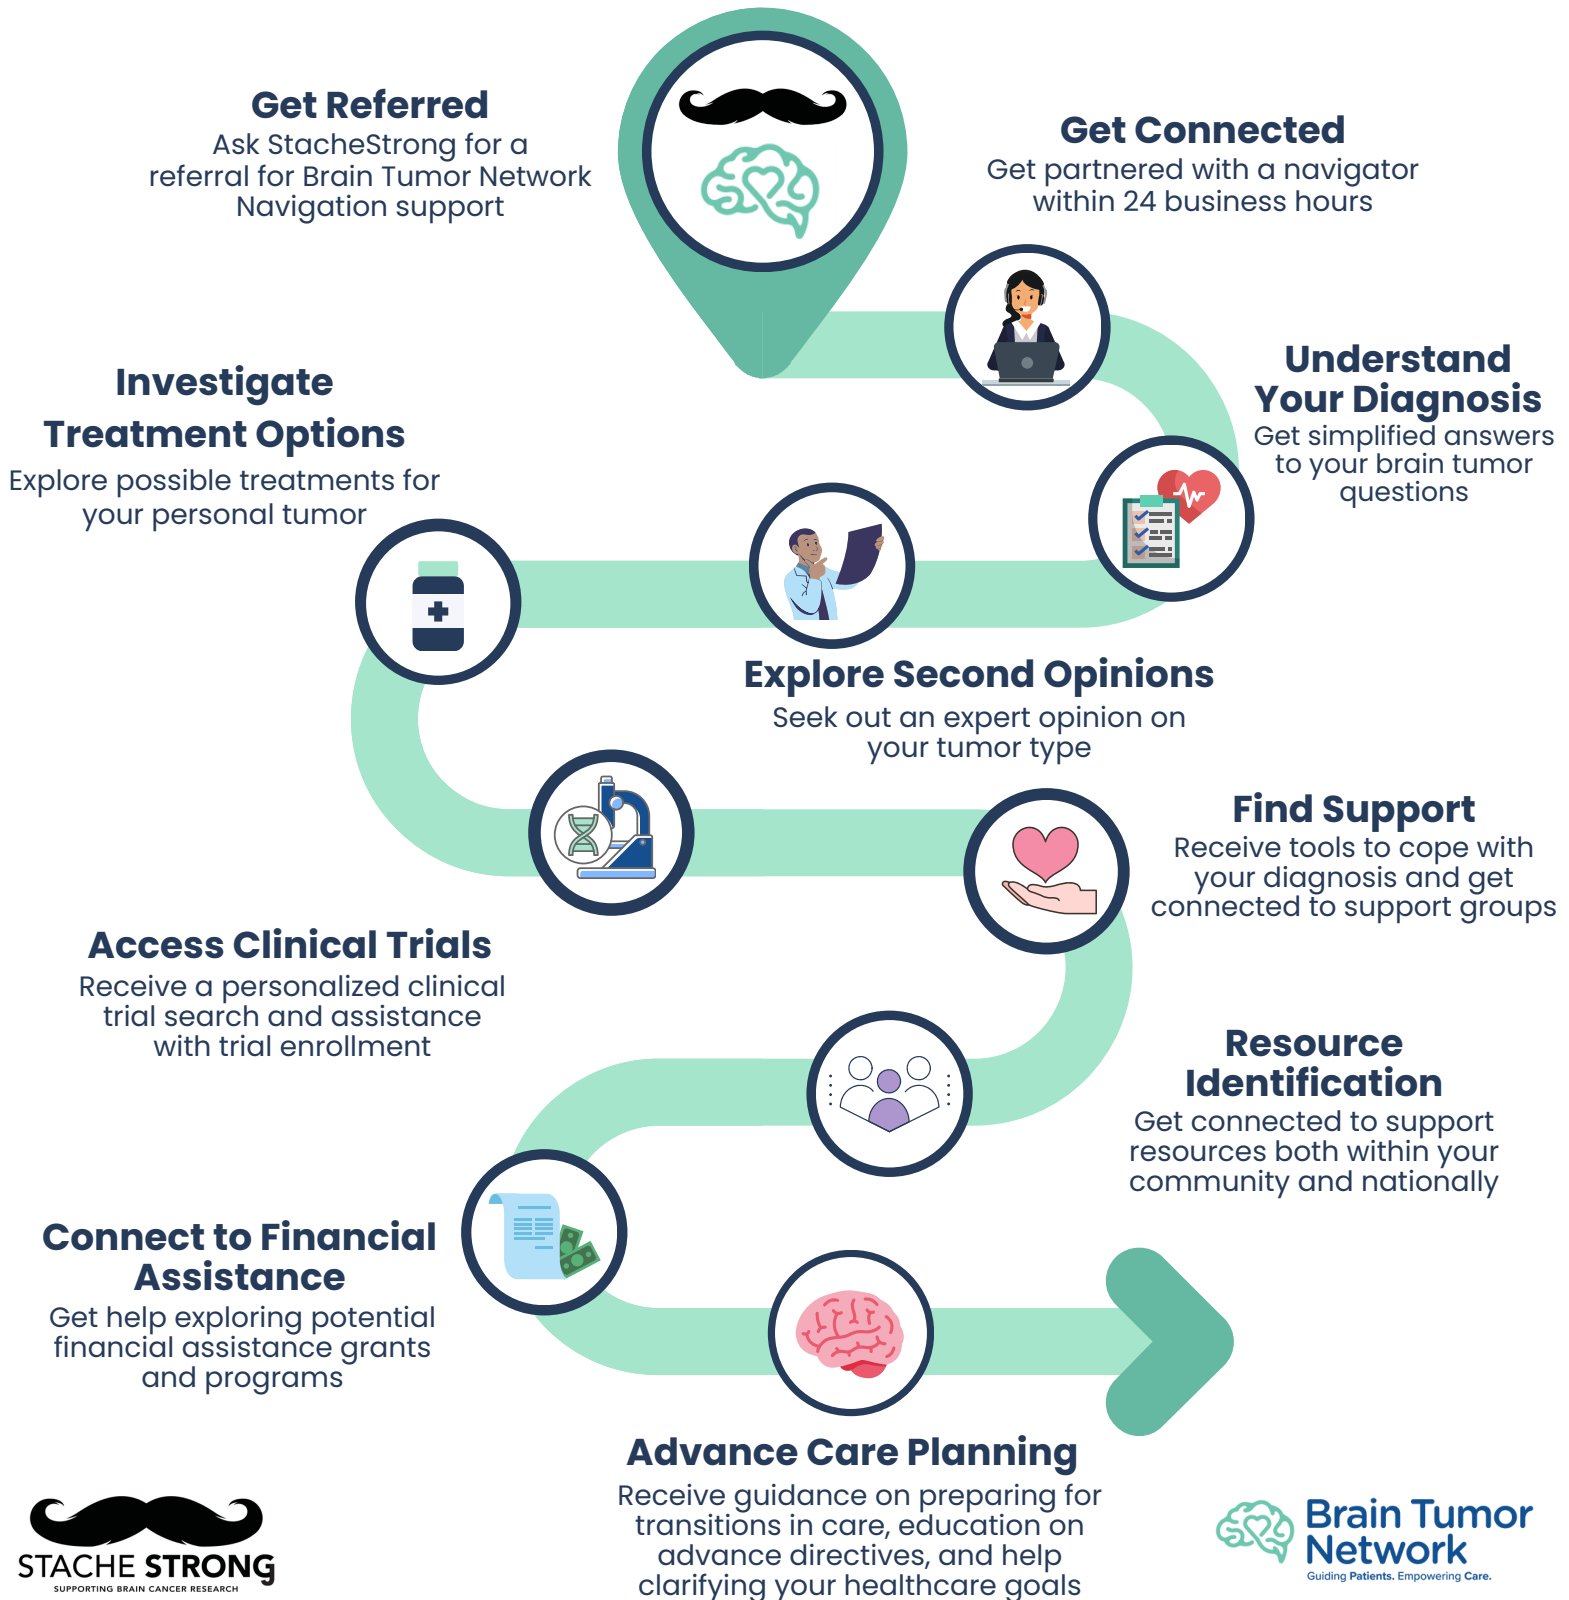 Get Referred
Ask StacheStrong for a
referral for Brain Tumor Network
Navigation support
Get Connected
Get partnered with a navigator
within 24 business hours
Understand
Your Diagnosis
Get simplified answers
to your brain tumor
questions
Explore Second Opinions
Seek out an expert opinion on
your tumor type
Investigate
Treatment Options
Explore possible treatments for
your personal tumor
Access Clinical Trials
Receive a personalized clinical
trial search and assistance
with trial enrollment
Find Support
Receive tools to cope with
your diagnosis and get
connected to support groups
Resource
Identification
Get connected to support
resources both within your
community and nationally
Connect to Financial
Assistance
Get help exploring potential
financial assistance grants
and programs
Advance Care Planning
Receive guidance on preparing for
transitions in care, education on
advance directives, and help
clarifying your healthcare goals
STACHE STRONG
SUPPORTING BRAIN CANCER RESEARCH
Brain Tumor
Network
Guiding Patients. Empowering Care.